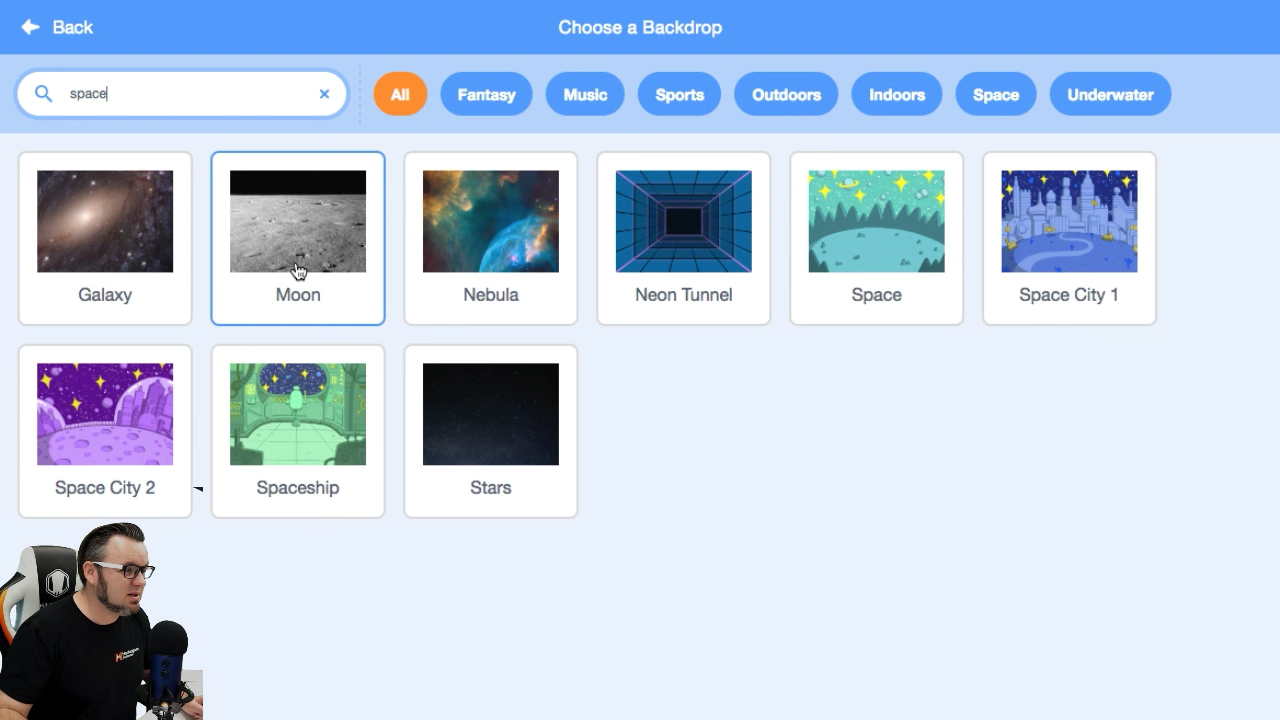 Back
Choose a Backdrop
space
All
Fantasy
Music
Sports
Outdoors
Indoors
Space
Underwater
Galaxy
Moon
Nebula
Neon Tunnel
Space
Space City 1
Space City 2
Spaceship
Stars